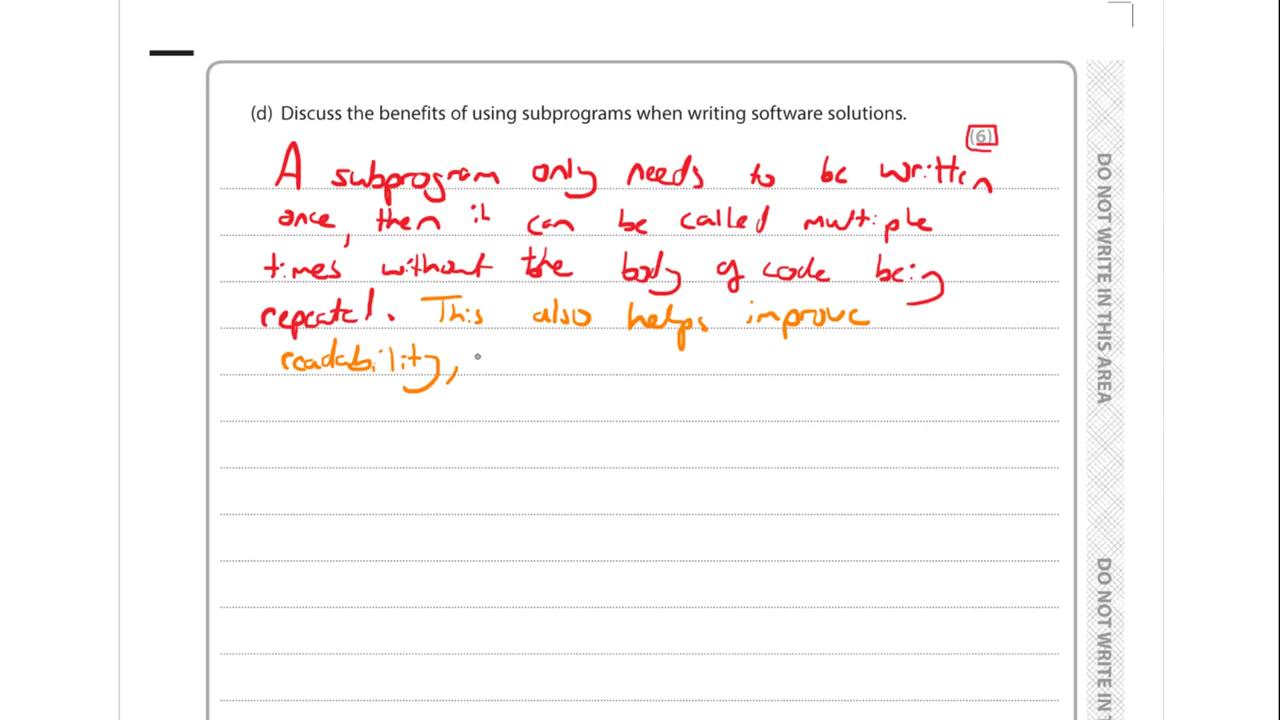 (d) Discuss the benefits of using subprograms when writing software solutions.
(6)
A subprogram only needs to be written
once, then it can be called multiple
times without the body of code being
repeated. This also helps improve
readability,
DO NOT WRITE IN THIS AREA
DO NOT WRITE IN T